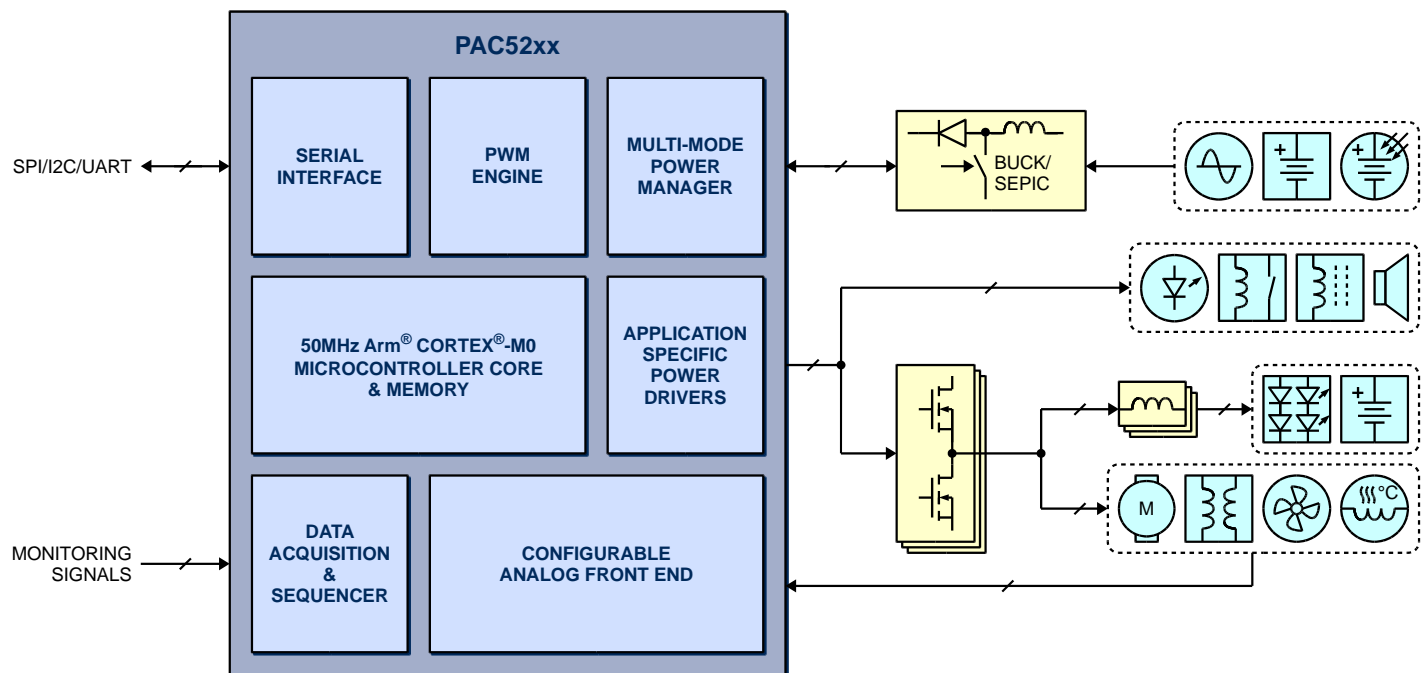 PAC52xx
SERIAL
INTERFACE
PWM
ENGINE
MULTI-MODE
POWER
MANAGER
SPI/I2C/UART
BUCK/
SEPIC
+
+
+
50MHz Arm® CORTEX®-M0
MICROCONTROLLER CORE
& MEMORY
APPLICATION
SPECIFIC
POWER
DRIVERS
+
DATA
ACQUISITION
&
SEQUENCER
CONFIGURABLE
ANALOG FRONT END
MONITORING
SIGNALS
M
°C